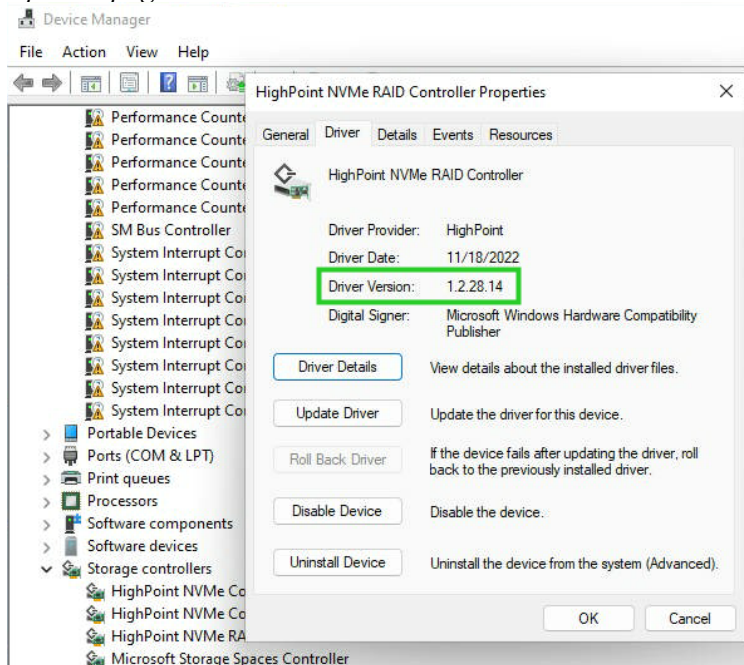 Device Manager
File Action View Help
Performance Counte
Performance Counte
Performance Counte
Performance Counte
Performance Counte
SM Bus Controller
System Interrupt Co
System Interrupt Co
System Interrupt Co
System Interrupt Co
System Interrupt Co
System Interrupt Co
System Interrupt Co
System Interrupt Co
Portable Devices
Ports (COM & LPT)
Print queues
Processors
Software components
Software devices
Storage controllers
HighPoint NVMe Co
HighPoint NVMe Co
HighPoint NVMe RA
Microsoft Storage Spaces Controller
HighPoint NVMe RAID Controller Properties
General Driver Details Events Resources
HighPoint NVMe RAID Controller
Driver Provider: HighPoint
Driver Date: 11/18/2022
Driver Version: 1.2.28.14
Digital Signer: Microsoft Windows Hardware Compatibility
Publisher
Driver Details View details about the installed driver files.
Update Driver Update the driver for this device.
Roll Back Driver If the device fails after updating the driver, roll
back to the previously installed driver.
Disable Device Disable the device.
Uninstall Device Uninstall the device from the system (Advanced).
OK Cancel